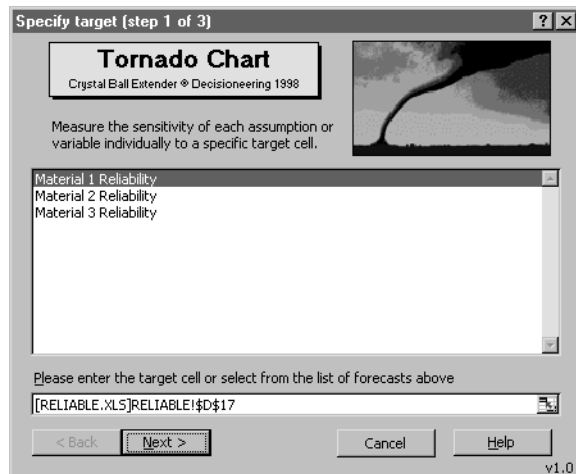 Specify target (step 1 of 3)
Tornado Chart
Crystal Ball Extender ® Decisioneering 1998
Measure the sensitivity of each assumption or
variable individually to a specific target cell.
Material 1 Reliability
Material 2 Reliability
Material 3 Reliability
Please enter the target cell or select from the list of forecasts above
[RELIABLE.XLS]RELIABLE!$D$17
< Back Next > Cancel Help
v1.0